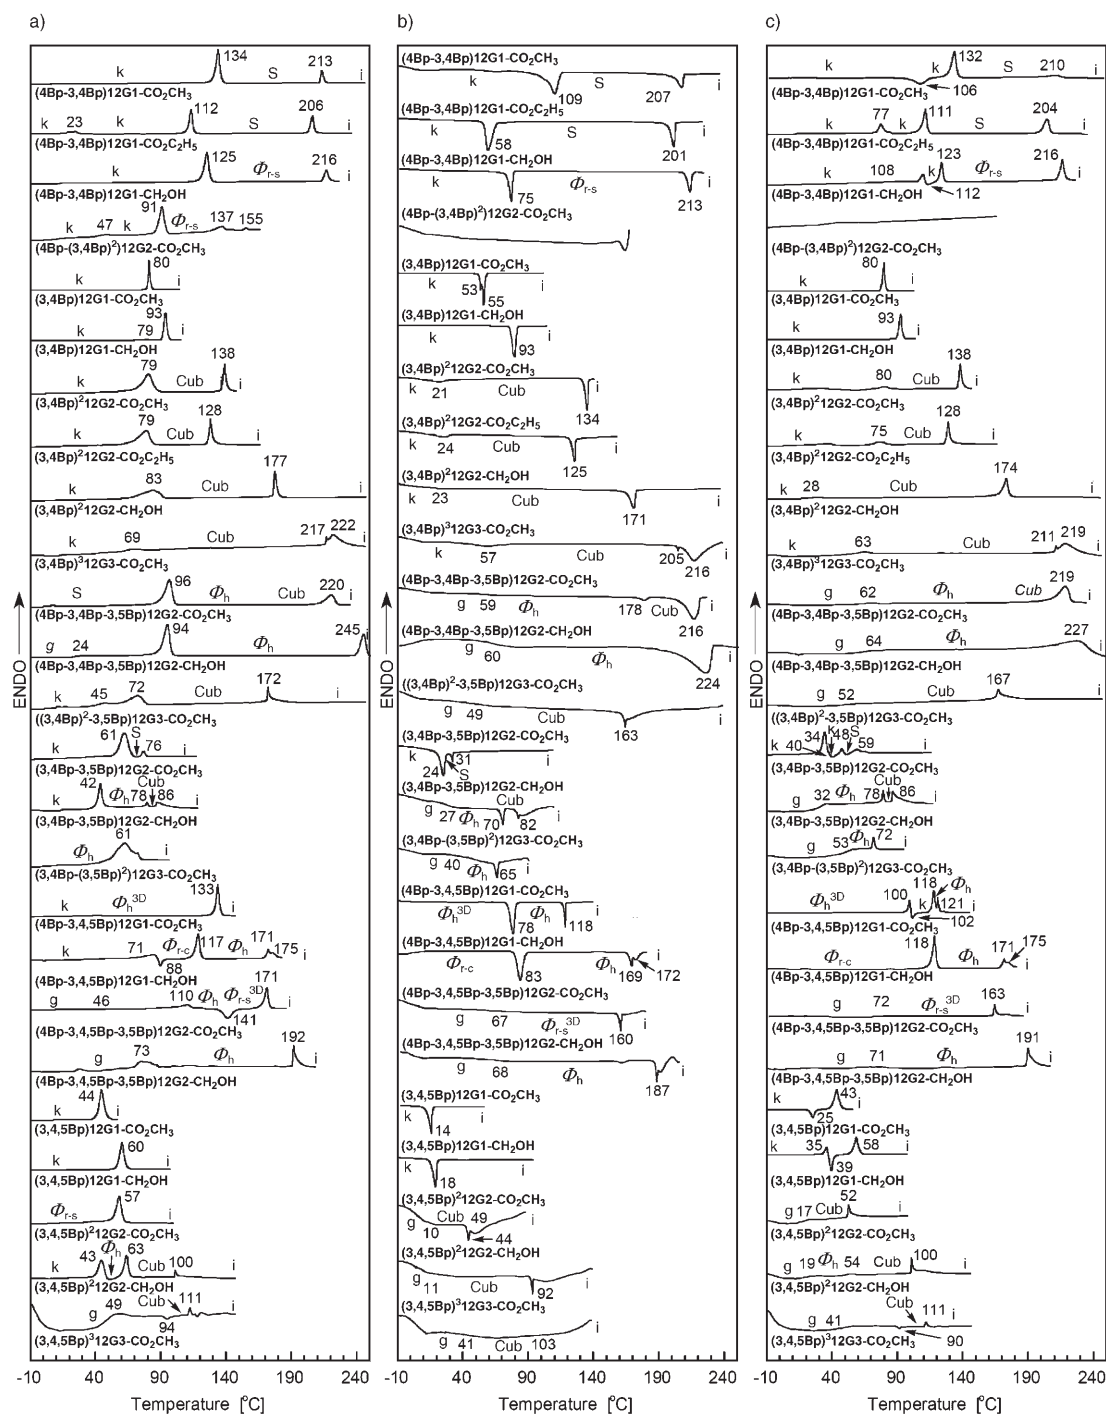 a)
k 134 S 213 i
(4Bp-3,4Bp)12G1-CO₂CH₃
k 23 k 112 S 206 i
(4Bp-3,4Bp)12G1-CO₂C₂H₅
k 125 Φr-s 216 i
(4Bp-3,4Bp)12G1-CH₂OH
k 47 k 91 Φr-s 137 155 i
(4Bp-(3,4Bp)²)12G2-CO₂CH₃
k 80 i
(3,4Bp)12G1-CO₂CH₃
k 79 93 i
(3,4Bp)12G1-CH₂OH
k 79 Cub 138 i
(3,4Bp)²12G2-CO₂CH₃
k 79 Cub 128 i
(3,4Bp)²12G2-CO₂C₂H₅
k 83 Cub 177 i
(3,4Bp)²12G2-CH₂OH
k 69 Cub 217 222 i
(3,4Bp)³12G3-CO₂CH₃
S 96 Φh Cub 220 i
(4Bp-3,4Bp-3,5Bp)12G2-CO₂CH₃
g 24 94 Φh 245 i
(4Bp-3,4Bp-3,5Bp)12G2-CH₂OH
k 45 72 Cub 172 i
((3,4Bp)²-3,5Bp)12G3-CO₂CH₃
k 61 S 76 i
(3,4Bp-3,5Bp)12G2-CO₂CH₃
k 42 Φh 78 Cub 86 i
(3,4Bp-3,5Bp)12G2-CH₂OH
Φh 61 i
(3,4Bp-(3,5Bp)²)12G3-CO₂CH₃
Φh³ᴰ 133 i
(4Bp-3,4,5Bp)12G1-CO₂CH₃
k 71 88 Φr-c 117 Φh 171 175 i
(4Bp-3,4,5Bp)12G1-CH₂OH
g 46 110 Φh 141 Φr-s³ᴰ 171 i
(4Bp-3,4,5Bp-3,5Bp)12G2-CO₂CH₃
g 73 Φh 192 i
(4Bp-3,4,5Bp-3,5Bp)12G2-CH₂OH
k 44 i
(3,4,5Bp)12G1-CO₂CH₃
k 60 i
(3,4,5Bp)12G1-CH₂OH
Φr-s 57 i
(3,4,5Bp)²12G2-CO₂CH₃
k 43 Φh 63 Cub 100 i
(3,4,5Bp)²12G2-CH₂OH
g 49 94 Cub 111 i
(3,4,5Bp)³12G3-CO₂CH₃
ENDO
-10 40 90 140 190 240
Temperature [°C]
b)
(4Bp-3,4Bp)12G1-CO₂CH₃
k 109 S 207 i
(4Bp-3,4Bp)12G1-CO₂C₂H₅
k 58 S 201 i
(4Bp-3,4Bp)12G1-CH₂OH
k 75 Φr-s 213 i
(4Bp-(3,4Bp)²)12G2-CO₂CH₃
(3,4Bp)12G1-CO₂CH₃
k 53 55 i
(3,4Bp)12G1-CH₂OH
k 93 i
(3,4Bp)²12G2-CO₂CH₃
k 21 Cub 134 i
(3,4Bp)²12G2-CO₂C₂H₅
k 24 Cub 125 i
(3,4Bp)²12G2-CH₂OH
k 23 Cub 171 i
(3,4Bp)³12G3-CO₂CH₃
k 57 Cub 205 216 i
(4Bp-3,4Bp-3,5Bp)12G2-CO₂CH₃
g 59 Φh 178 Cub 216 i
(4Bp-3,4Bp-3,5Bp)12G2-CH₂OH
g 60 Φh 224 i
((3,4Bp)²-3,5Bp)12G3-CO₂CH₃
g 49 Cub 163 i
(3,4Bp-3,5Bp)12G2-CO₂CH₃
k 24 S 31 i
(3,4Bp-3,5Bp)12G2-CH₂OH
g 27 Φh 70 Cub 82 i
(3,4Bp-(3,5Bp)²)12G3-CO₂CH₃
g 40 Φh 65 i
(4Bp-3,4,5Bp)12G1-CO₂CH₃
Φh³ᴰ 78 Φh 118 i
(4Bp-3,4,5Bp)12G1-CH₂OH
Φr-c 83 Φh 169 172 i
(4Bp-3,4,5Bp-3,5Bp)12G2-CO₂CH₃
g 67 Φr-s³ᴰ 160 i
(4Bp-3,4,5Bp-3,5Bp)12G2-CH₂OH
g 68 Φh 187 i
(3,4,5Bp)12G1-CO₂CH₃
k 14 i
(3,4,5Bp)12G1-CH₂OH
k 18 i
(3,4,5Bp)²12G2-CO₂CH₃
g 10 Cub 49 44 i
(3,4,5Bp)²12G2-CH₂OH
g 11 Cub 92 i
(3,4,5Bp)³12G3-CO₂CH₃
g 41 Cub 103 i
ENDO
-10 40 90 140 190 240
Temperature [°C]
c)
k 106 k 132 S 210 i
(4Bp-3,4Bp)12G1-CO₂CH₃
k 77 k 111 S 204 i
(4Bp-3,4Bp)12G1-CO₂C₂H₅
k 108 112 k 123 Φr-s 216 i
(4Bp-3,4Bp)12G1-CH₂OH
(4Bp-(3,4Bp)²)12G2-CO₂CH₃
k 80 i
(3,4Bp)12G1-CO₂CH₃
k 93 i
(3,4Bp)12G1-CH₂OH
k 80 Cub 138 i
(3,4Bp)²12G2-CO₂CH₃
k 75 Cub 128 i
(3,4Bp)²12G2-CO₂C₂H₅
k 28 Cub 174 i
(3,4Bp)²12G2-CH₂OH
k 63 Cub 211 219 i
(3,4Bp)³12G3-CO₂CH₃
g 62 Φh Cub 219 i
(4Bp-3,4Bp-3,5Bp)12G2-CO₂CH₃
g 64 Φh 227 i
(4Bp-3,4Bp-3,5Bp)12G2-CH₂OH
g 52 Cub 167 i
((3,4Bp)²-3,5Bp)12G3-CO₂CH₃
k 34 40 k 48 S 59 i
(3,4Bp-3,5Bp)12G2-CO₂CH₃
g 32 Φh 78 Cub 86 i
(3,4Bp-3,5Bp)12G2-CH₂OH
g 53 Φh 72 i
(3,4Bp-(3,5Bp)²)12G3-CO₂CH₃
Φh³ᴰ 100 102 k 118 Φh 121 i
(4Bp-3,4,5Bp)12G1-CO₂CH₃
Φr-c 118 Φh 171 175 i
(4Bp-3,4,5Bp)12G1-CH₂OH
g 72 Φr-s³ᴰ 163 i
(4Bp-3,4,5Bp-3,5Bp)12G2-CO₂CH₃
g 71 Φh 191 i
(4Bp-3,4,5Bp-3,5Bp)12G2-CH₂OH
k 25 43 i
(3,4,5Bp)12G1-CO₂CH₃
k 35 39 58 i
(3,4,5Bp)12G1-CH₂OH
g 17 Cub 52 i
(3,4,5Bp)²12G2-CO₂CH₃
g 19 Φh 54 Cub 100 i
(3,4,5Bp)²12G2-CH₂OH
g 41 90 Cub 111 i
(3,4,5Bp)³12G3-CO₂CH₃
ENDO
-10 40 90 140 190 240
Temperature [°C]